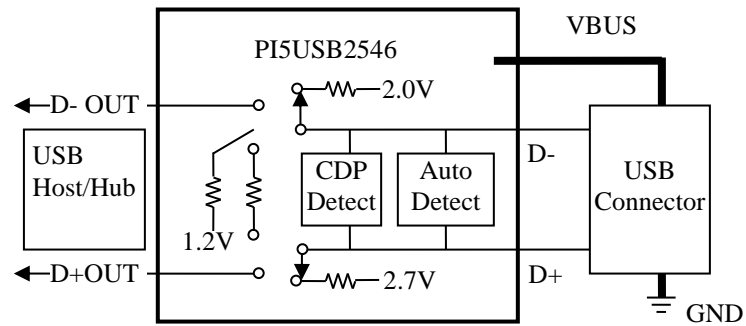 VBUS
PI5USB2546
D- OUT
2.0V
USB
Host/Hub
CDP
Detect
Auto
Detect
D-
USB
Connector
1.2V
D+OUT
2.7V
D+
GND